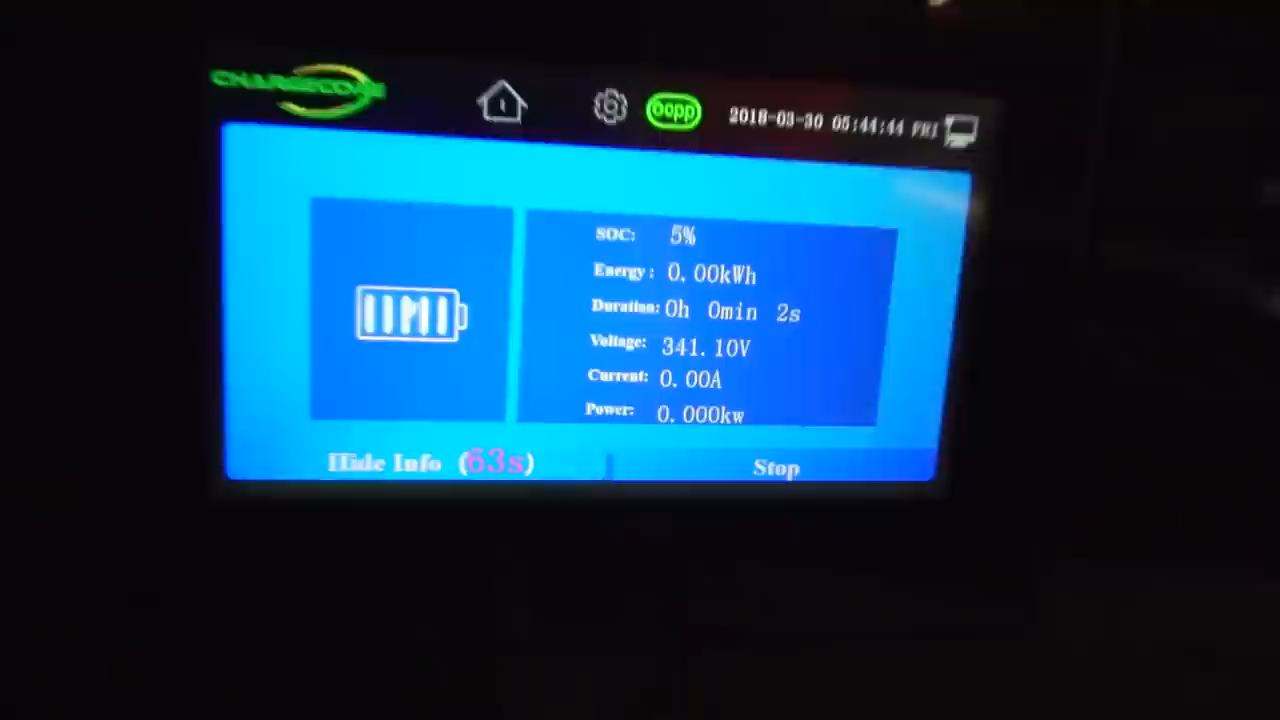 CHARGECORE
OCPP 2018-03-30 05:44:44 FRI
SOC: 5%
Energy: 0.00kWh
Duration: 0h 0min 2s
Voltage: 341.10V
Current: 0.00A
Power: 0.000kw
Hide Info (63s)
Stop